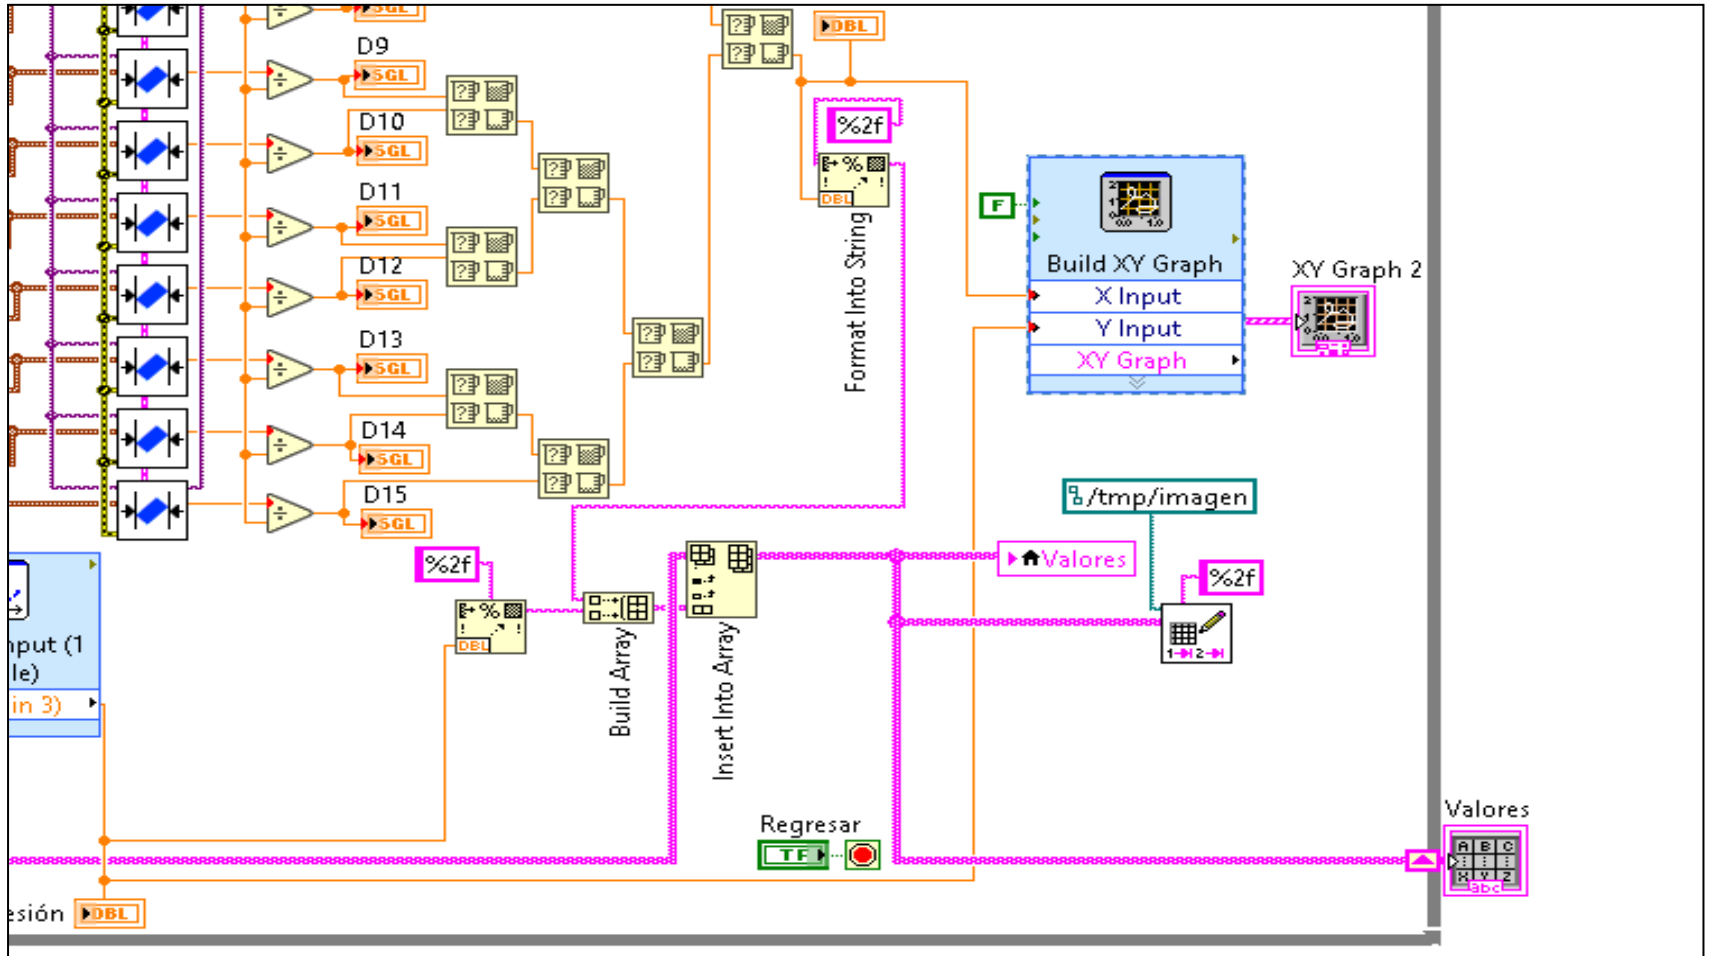 SGL
DBL
D9
SGL
D10
SGL
D11
SGL
D12
SGL
D13
SGL
D14
SGL
D15
SGL
%2f
DBL
Format Into String
F
Build XY Graph
X Input
Y Input
XY Graph
XY Graph 2
/tmp/imagen
%2f
Valores
%2f
DBL
Build Array
Insert Into Array
nput (1
le)
in 3)
Regresar
TF
Valores
A B C
X Y Z
abc
esión
DBL